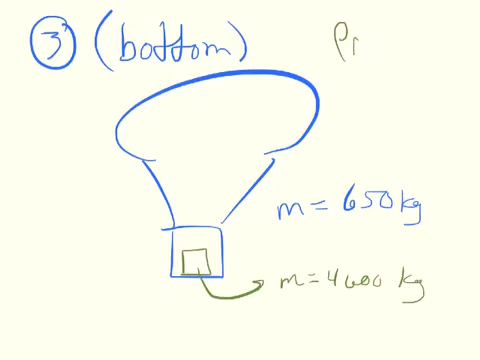 3 (bottom)
m = 650 kg
m = 4600 kg